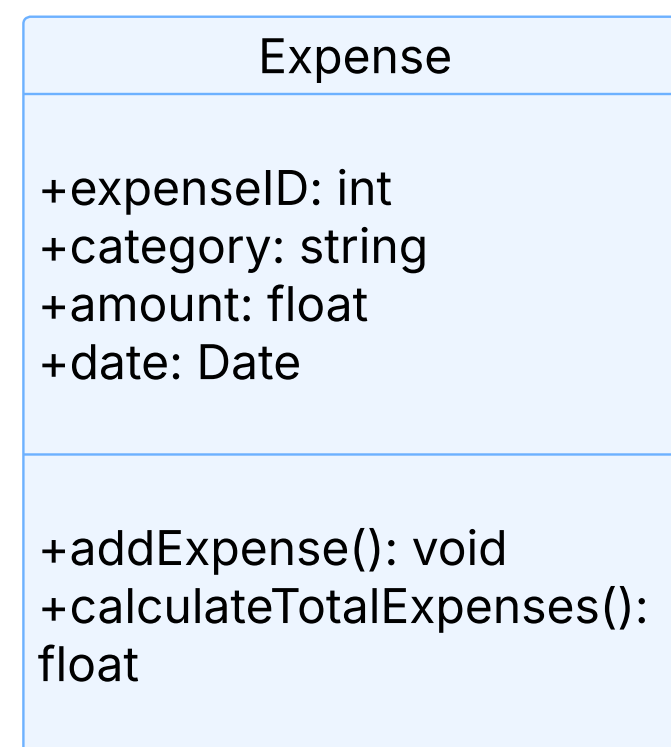 Expense
+expenseID: int
+category: string
+amount: float
+date: Date
+addExpense(): void
+calculateTotalExpenses():
float